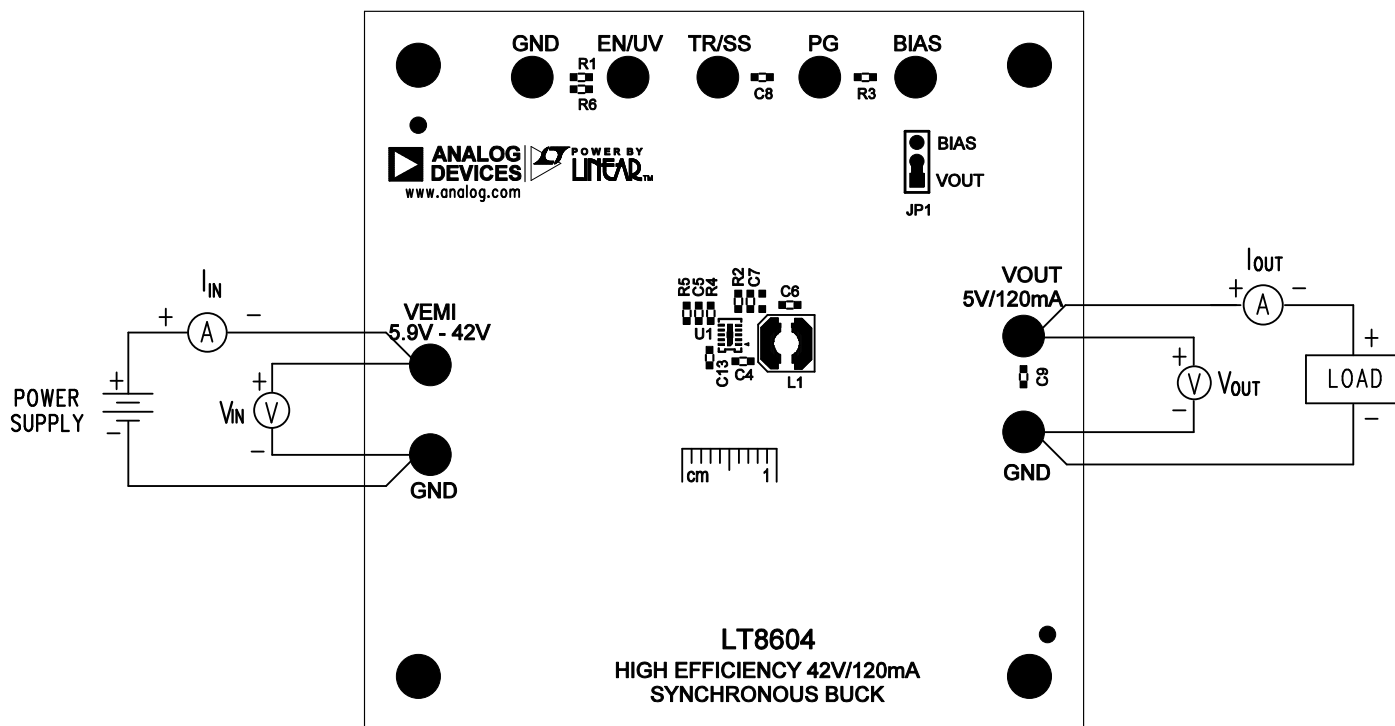 GND EN/UV TR/SS PG BIAS
R1
R6
C8
R3
ANALOG
DEVICES
www.analog.com
POWER BY
LINEAR™
BIAS
VOUT
JP1
IIN
+ A -
VEMI
5.9V - 42V
POWER
SUPPLY
+
-
VIN
+
V
-
GND
R5
C5
R4
R2
C7
C6
U1
C13
C4
L1
cm 1
VOUT
5V/120mA
C9
GND
IOUT
+ A -
+
V
-
VOUT
+
LOAD
-
LT8604
HIGH EFFICIENCY 42V/120mA
SYNCHRONOUS BUCK